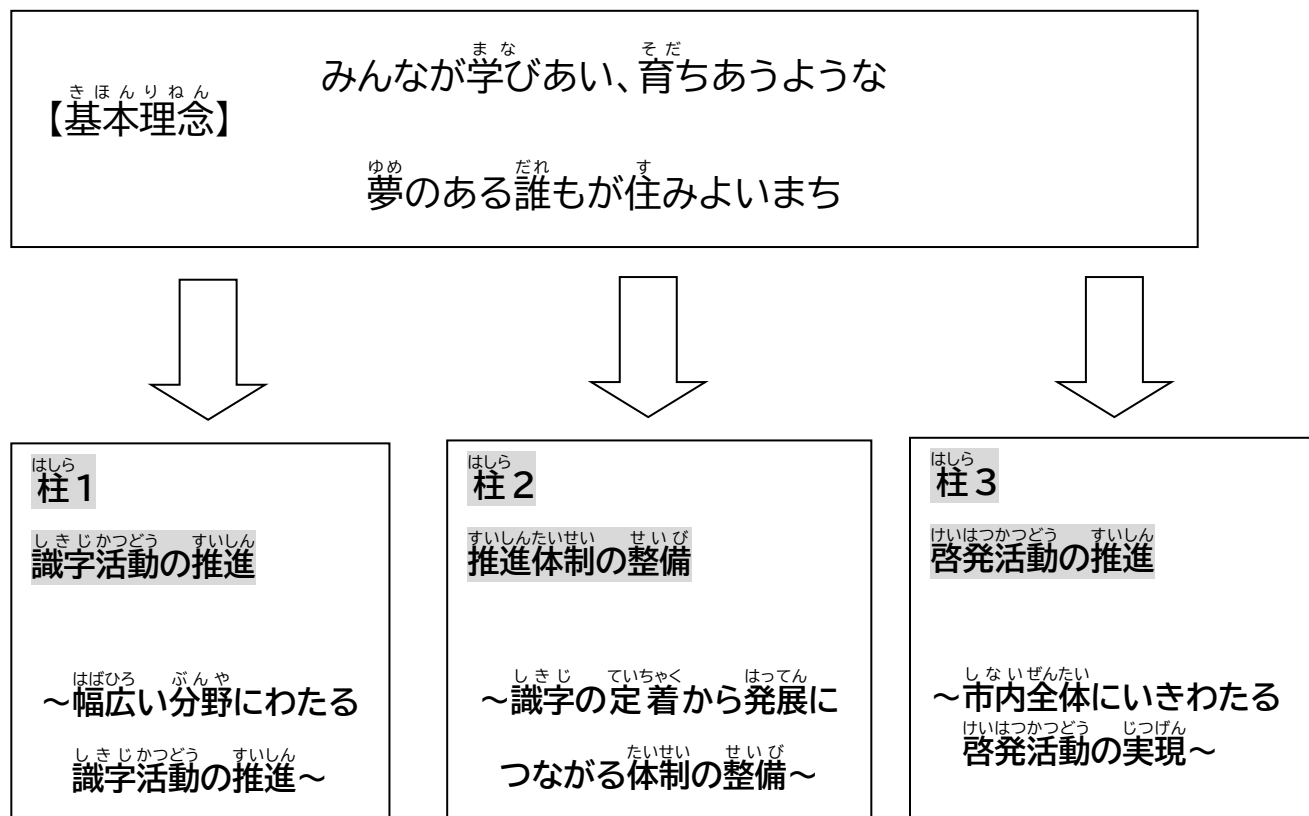 みんなが学びあい、育ちあうような
【基本理念】
夢のある誰もが住みよいまち
柱1
識字活動の推進
～幅広い分野にわたる
識字活動の推進～
柱2
推進体制の整備
～識字の定着から発展に
つながる体制の整備～
柱3
啓発活動の推進
～市内全体にいきわたる
啓発活動の実現～